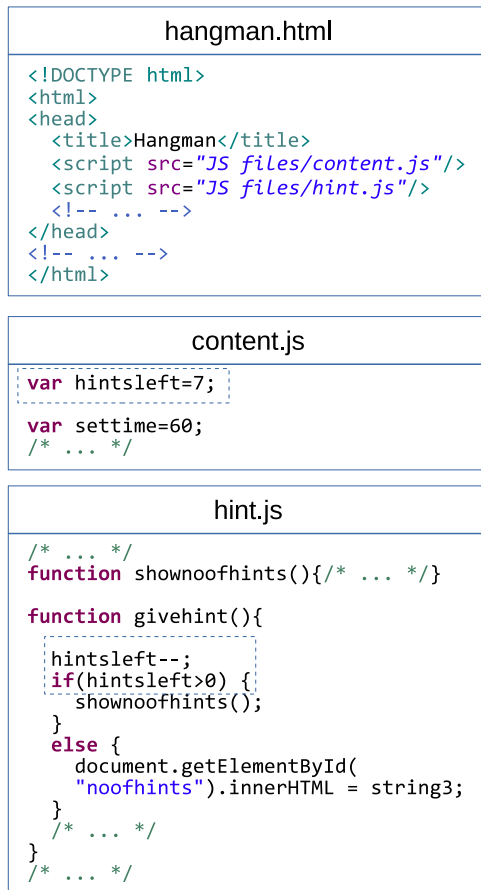 hangman.html
<!DOCTYPE html>
<html>
<head>
  <title>Hangman</title>
  <script src="JS files/content.js"/>
  <script src="JS files/hint.js"/>
  <!-- ... -->
</head>
<!-- ... -->
</html>
content.js
var hintsleft=7;
var settime=60;
/* ... */
hint.js
/* ... */
function shownoofhints(){/* ... */}
function givehint(){
  hintsleft--;
  if(hintsleft>0) {
    shownoofhints();
  }
  else {
    document.getElementById(
    "noofhints").innerHTML = string3;
  }
  /* ... */
}
/* ... */